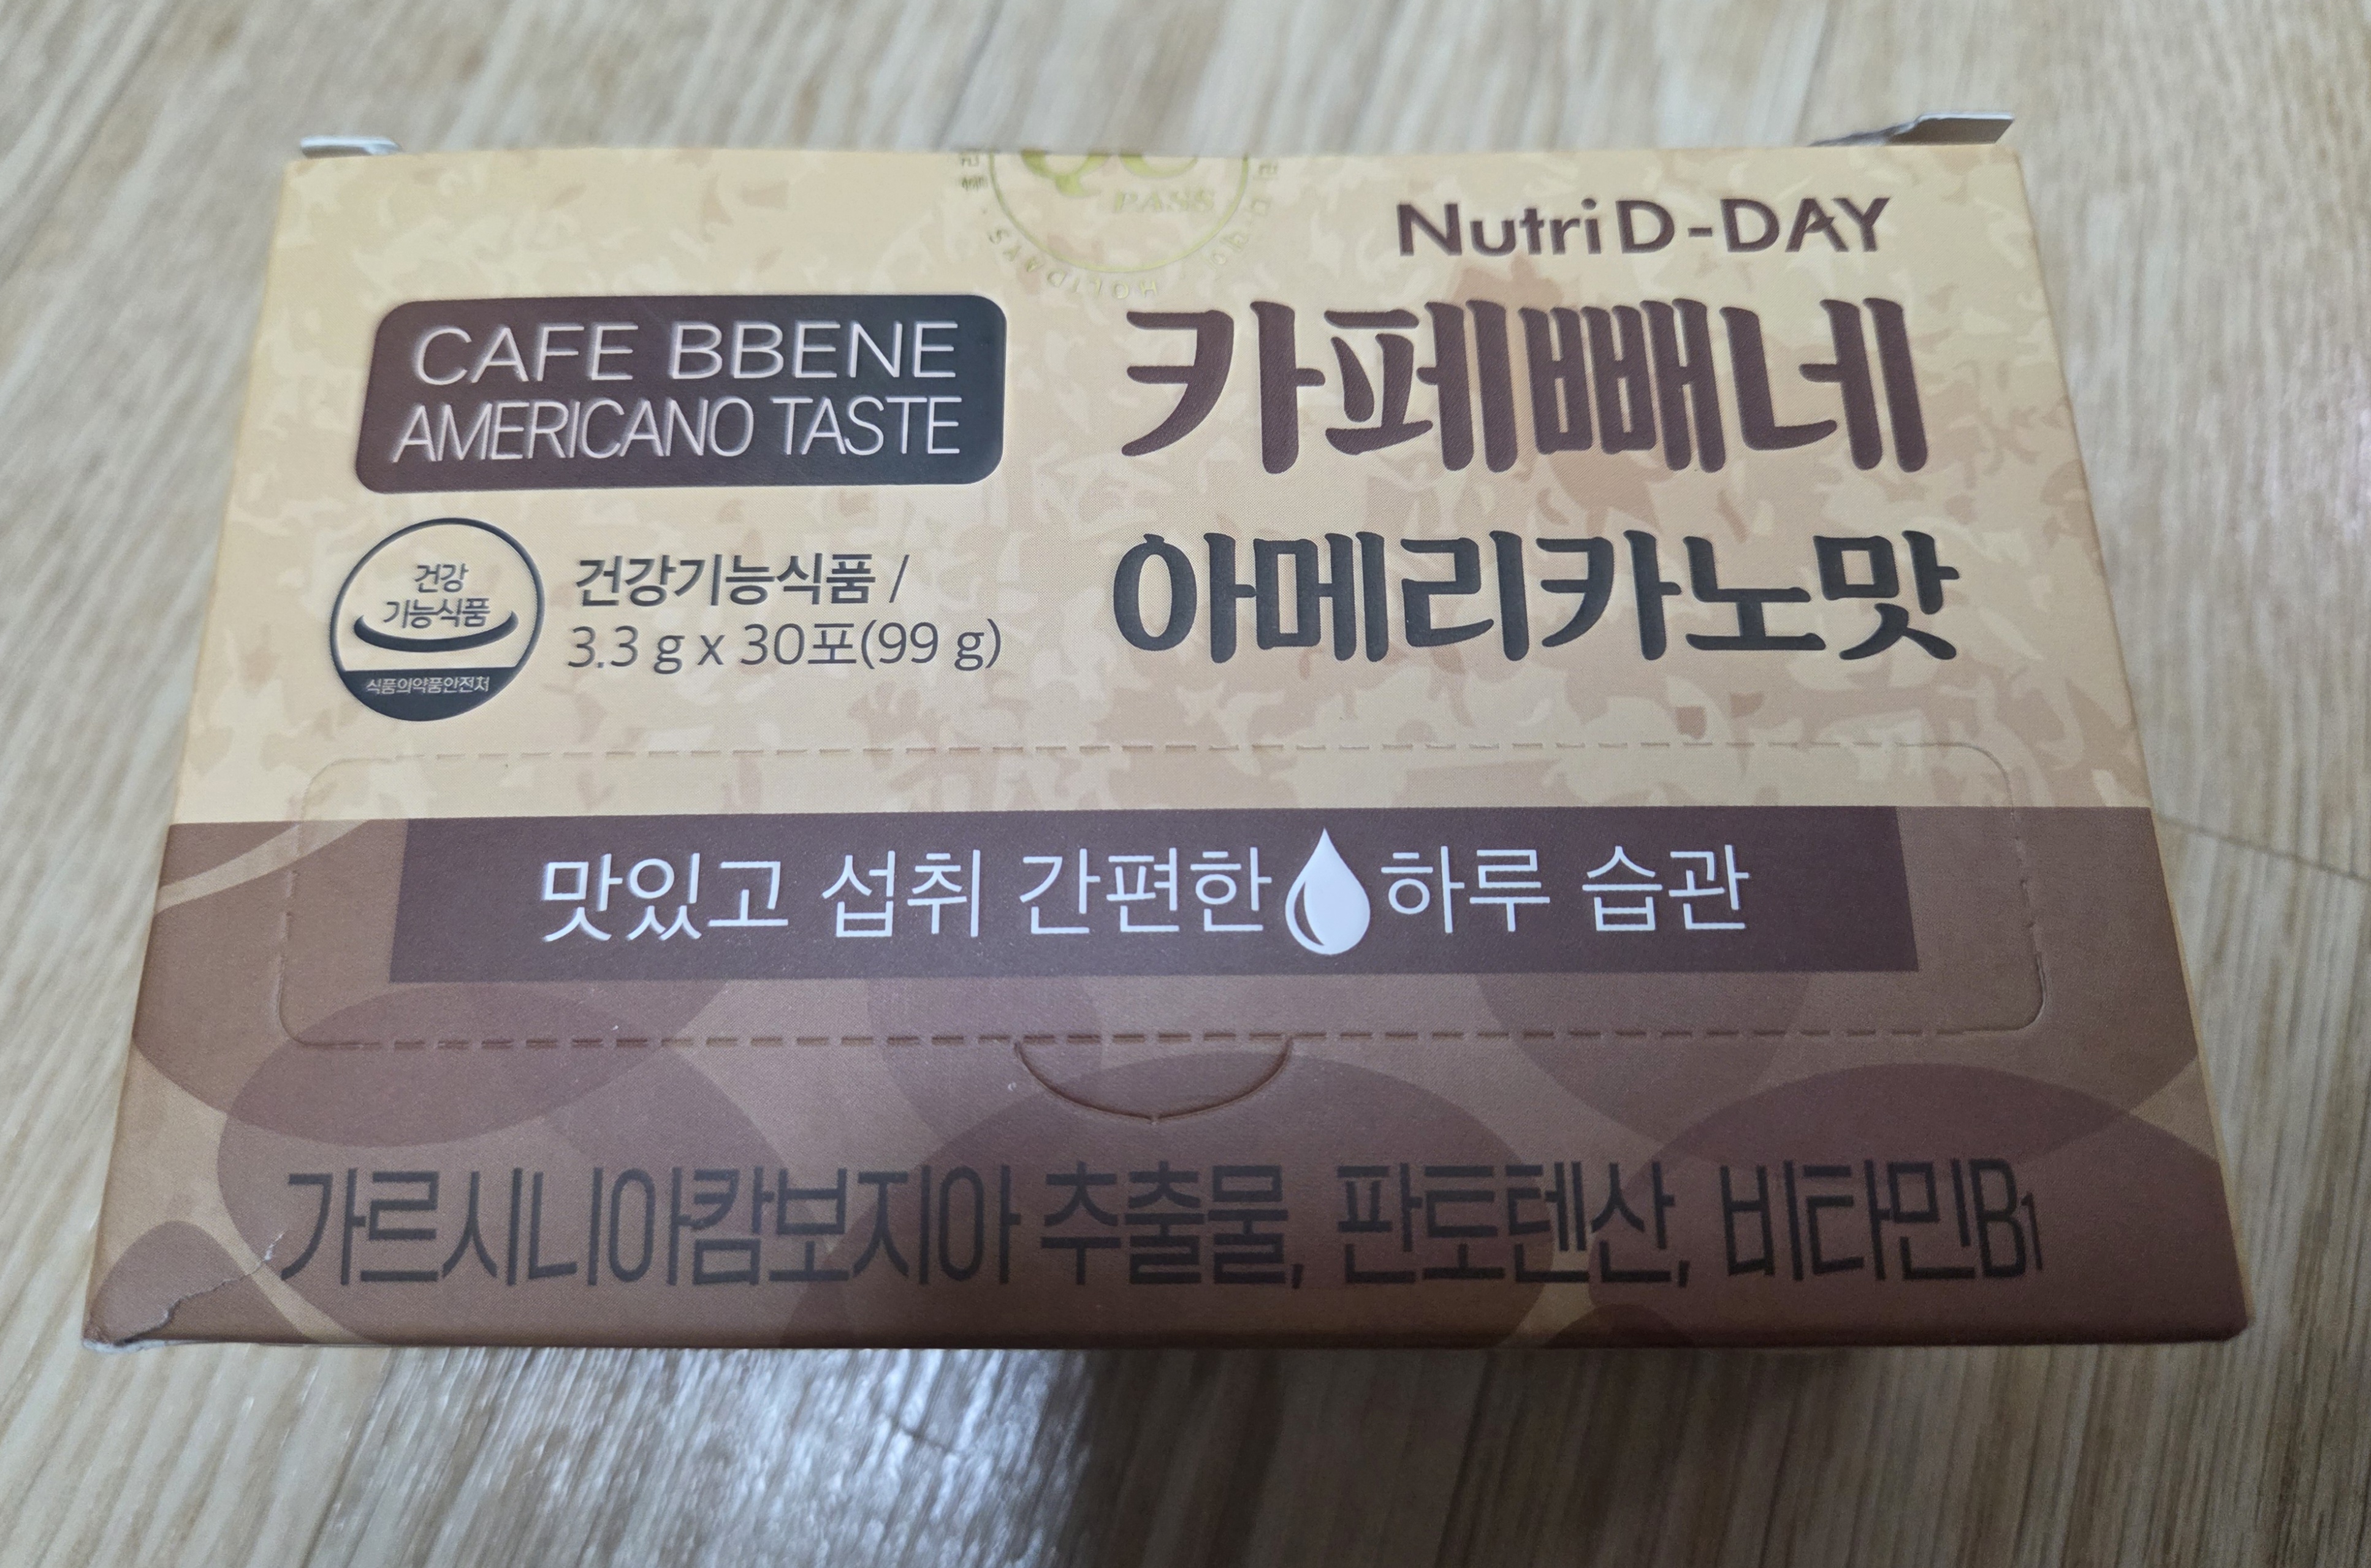 PASS
HOLIDAYS
Nutri D-DAY
CAFE BBENE
AMERICANO TASTE
카페빼네
아메리카노맛
건강
기능식품
식품의약품안전처
건강기능식품 /
3.3 g x 30포(99 g)
맛있고 섭취 간편한 하루 습관
가르시니아캄보지아 추출물, 판토텐산, 비타민B1